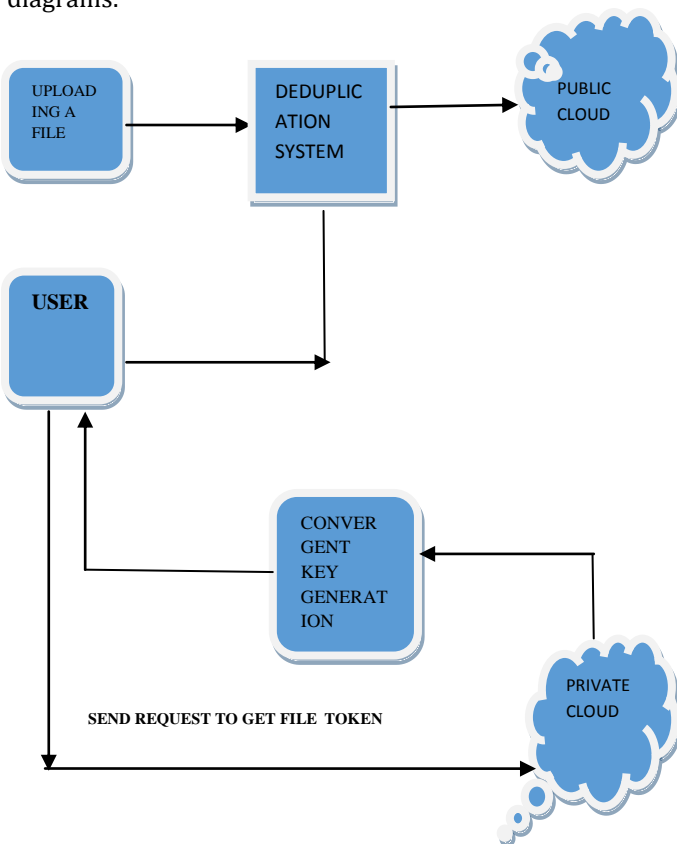 diagrams.
UPLOAD
ING A
FILE
DEDUPLIC
ATION
SYSTEM
PUBLIC
CLOUD
USER
CONVER
GENT
KEY
GENERAT
ION
PRIVATE
CLOUD
SEND REQUEST TO GET FILE TOKEN